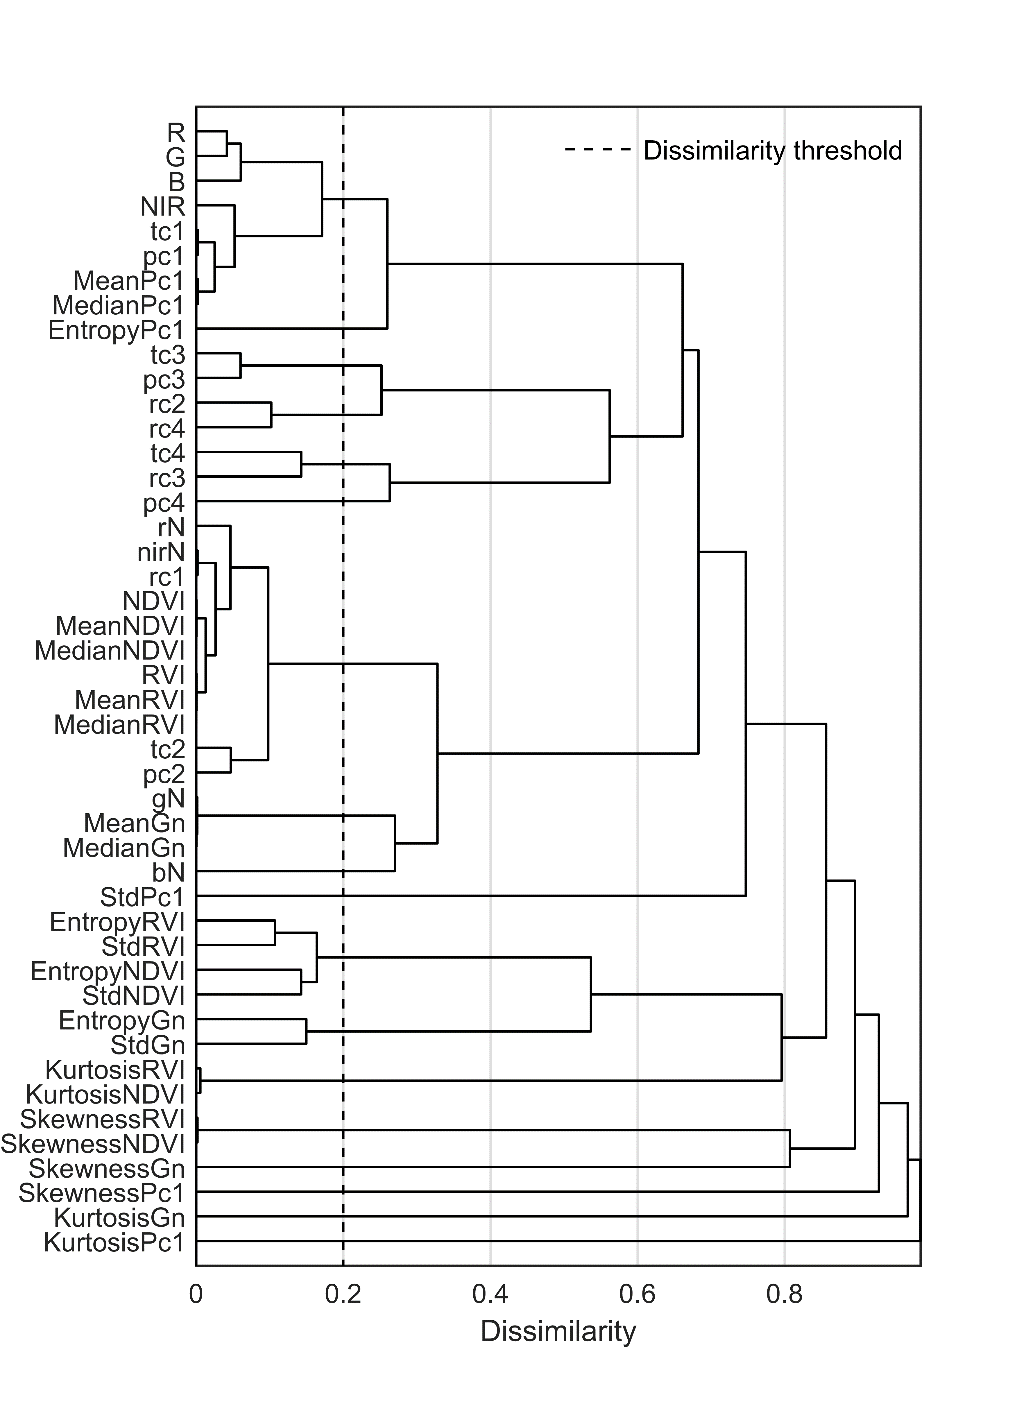 R
G
B
NIR
tc1
pc1
MeanPc1
MedianPc1
EntropyPc1
tc3
pc3
rc2
rc4
tc4
rc3
pc4
rN
nirN
rc1
NDVI
MeanNDVI
MedianNDVI
RVI
MeanRVI
MedianRVI
tc2
pc2
gN
MeanGn
MedianGn
bN
StdPc1
EntropyRVI
StdRVI
EntropyNDVI
StdNDVI
EntropyGn
StdGn
KurtosisRVI
KurtosisNDVI
SkewnessRVI
SkewnessNDVI
SkewnessGn
SkewnessPc1
KurtosisGn
KurtosisPc1
Dissimilarity threshold
0 0.2 0.4 0.6 0.8
Dissimilarity